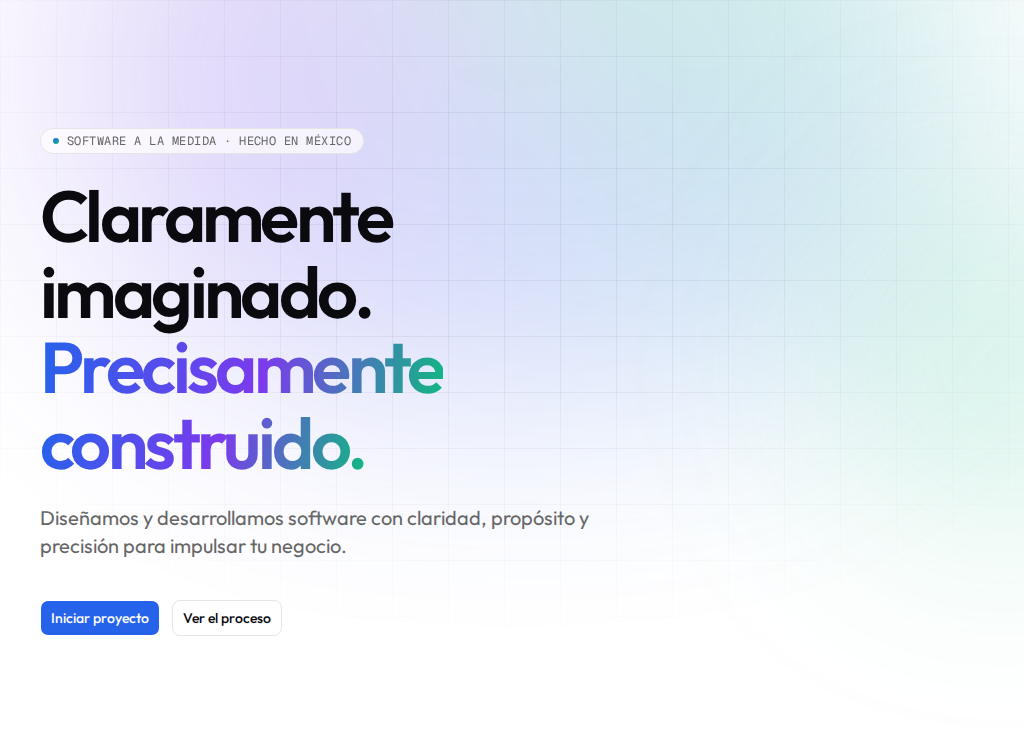 SOFTWARE A LA MEDIDA · HECHO EN MÉXICO
Claramente
imaginado.
Precisamente
construido.
Diseñamos y desarrollamos software con claridad, propósito y
precisión para impulsar tu negocio.
Iniciar proyecto
Ver el proceso